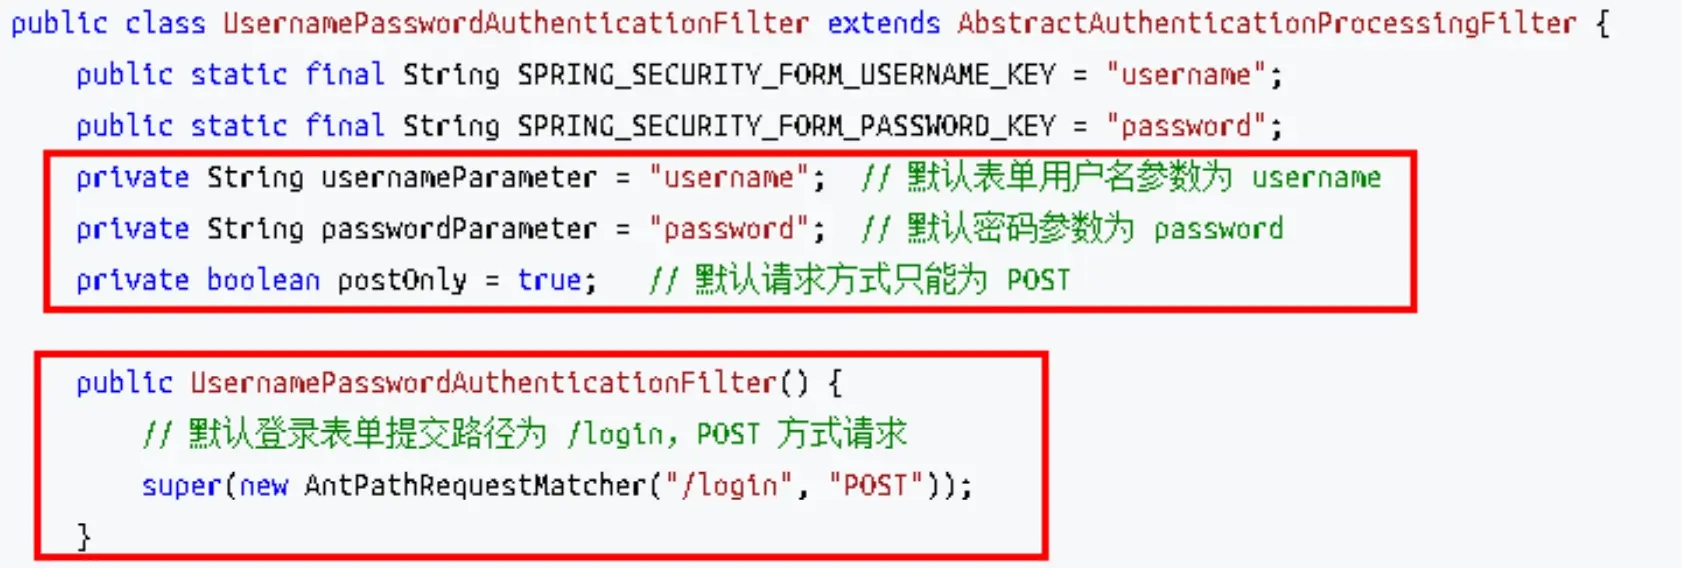 public class UsernamePasswordAuthenticationFilter extends AbstractAuthenticationProcessingFilter {
public static final String SPRING_SECURITY_FORM_USERNAME_KEY = "username";
public static final String SPRING_SECURITY_FORM_PASSWORD_KEY = "password";
private String usernameParameter = "username"; // 默认表单用户名参数为 username
private String passwordParameter = "password"; // 默认密码参数为 password
private boolean postOnly = true; // 默认请求方式只能为 POST
public UsernamePasswordAuthenticationFilter() {
// 默认登录表单提交路径为 /login，POST 方式请求
super(new AntPathRequestMatcher("/login", "POST"));
}